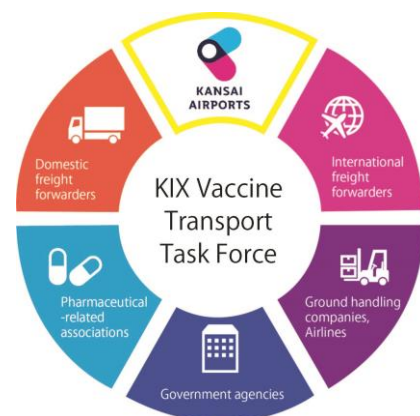 KANSAI
AIRPORTS
International
freight
forwarders
Ground handling
companies,
Airlines
Government agencies
Pharmaceutical
-related
associations
Domestic
freight
forwarders
KIX Vaccine
Transport
Task Force